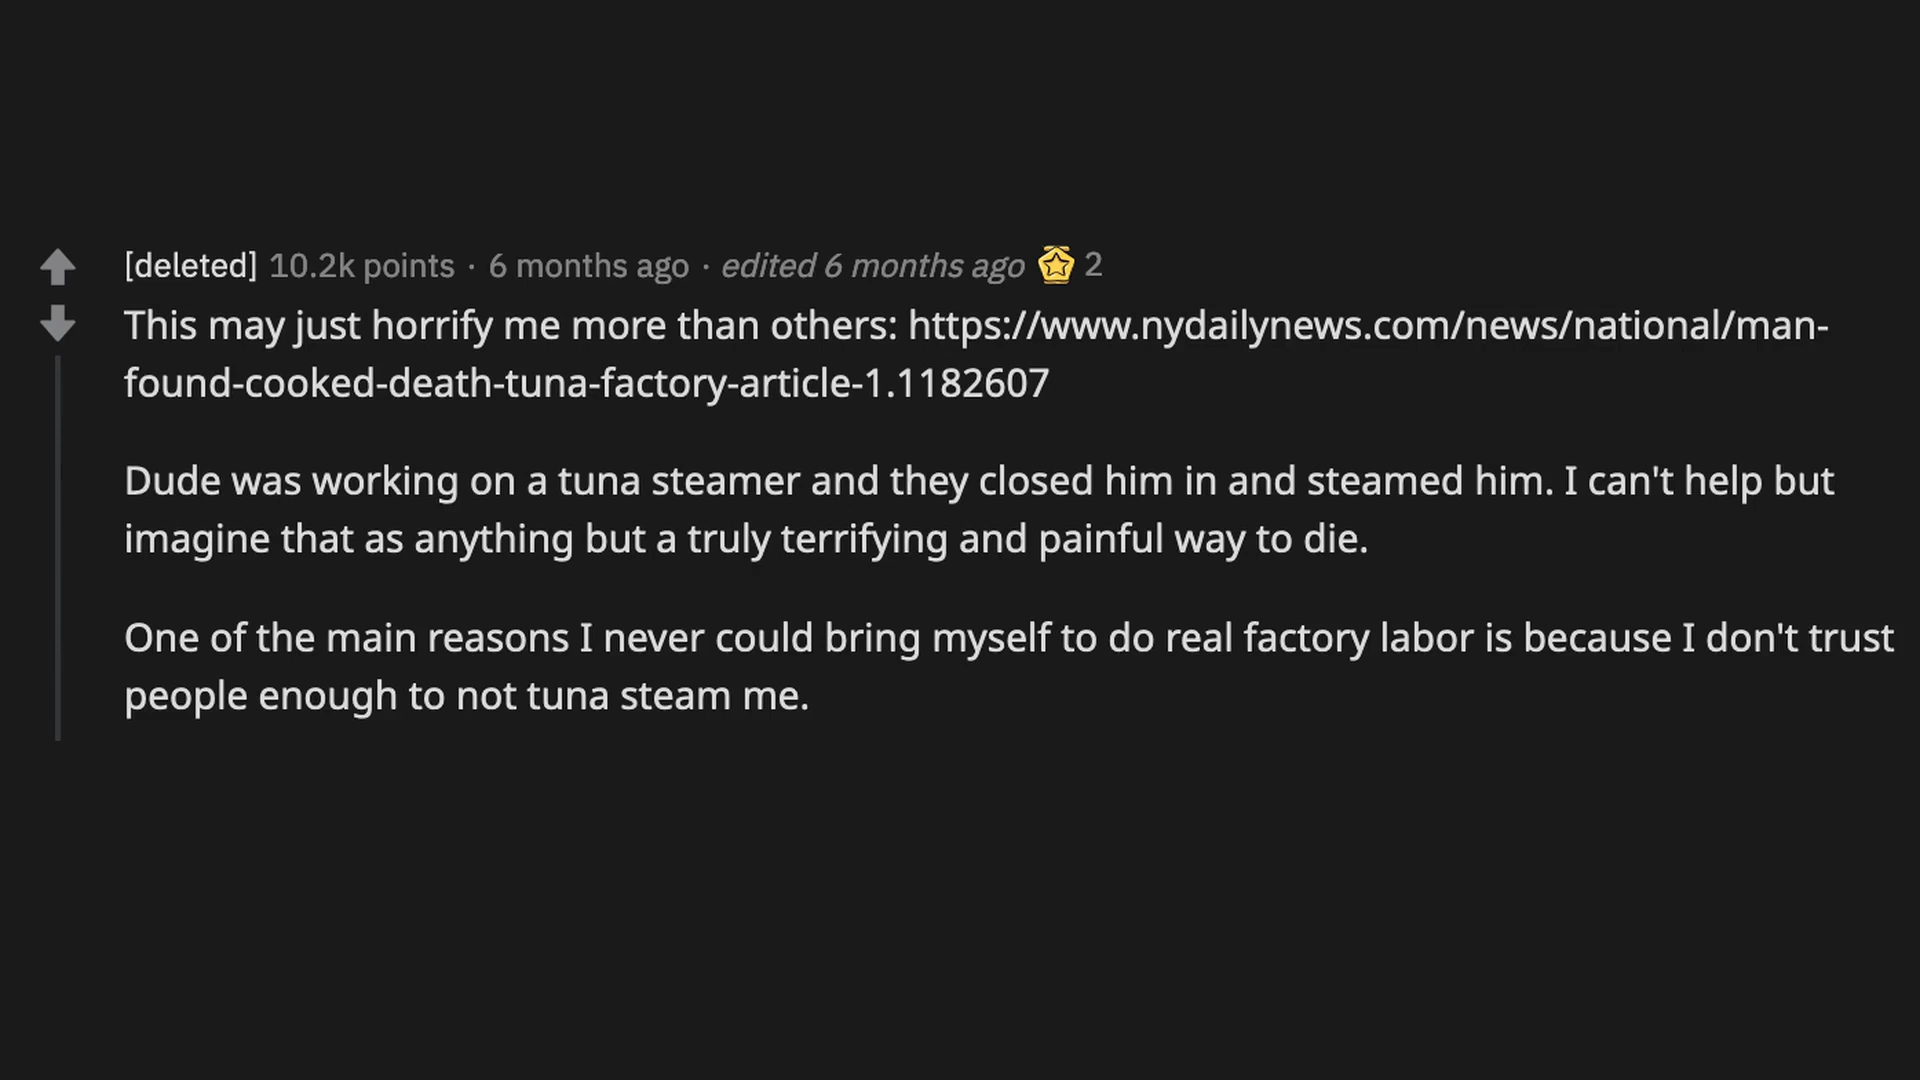 [deleted] 10.2k points · 6 months ago · edited 6 months ago 2
This may just horrify me more than others: https://www.nydailynews.com/news/national/man-
found-cooked-death-tuna-factory-article-1.1182607
Dude was working on a tuna steamer and they closed him in and steamed him. I can't help but
imagine that as anything but a truly terrifying and painful way to die.
One of the main reasons I never could bring myself to do real factory labor is because I don't trust
people enough to not tuna steam me.